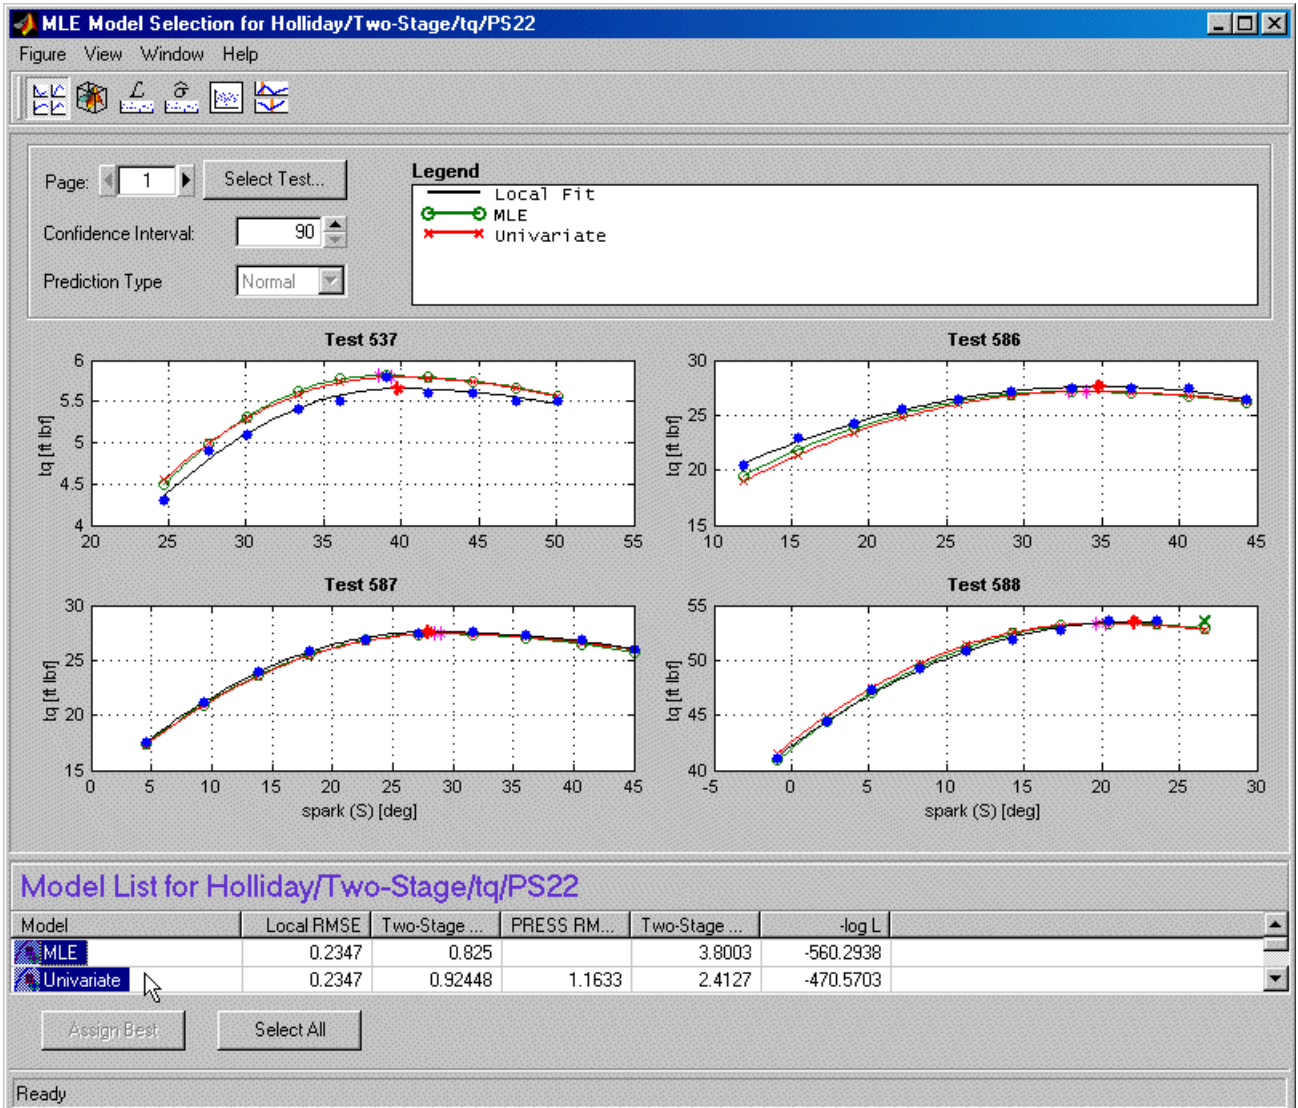 MLE Model Selection for Holliday/Two-Stage/tq/PS22
Figure View Window Help
Page: 1 Select Test...
Confidence Interval: 90
Prediction Type Normal
Legend
Local Fit
MLE
Univariate
Test 537
6
5.5
5
4.5
4
tq [ft lbf]
20 25 30 35 40 45 50 55
Test 586
30
25
20
15
tq [ft lbf]
10 15 20 25 30 35 40 45
Test 587
30
25
20
15
tq [ft lbf]
0 5 10 15 20 25 30 35 40 45
spark (S) [deg]
Test 588
55
50
45
40
tq [ft lbf]
-5 0 5 10 15 20 25 30
spark (S) [deg]
Model List for Holliday/Two-Stage/tq/PS22
Model Local RMSE Two-Stage ... PRESS RM... Two-Stage ... -log L
MLE 0.2347 0.825 3.8003 -560.2938
Univariate 0.2347 0.92448 1.1633 2.4127 -470.5703
Assign Best Select All
Ready